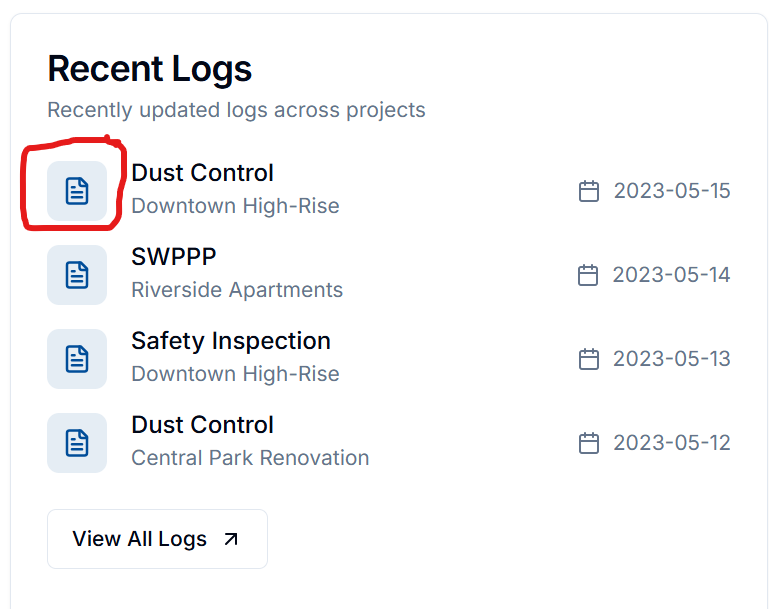 Recent Logs
Recently updated logs across projects
Dust Control
Downtown High-Rise
2023-05-15
SWPPP
Riverside Apartments
2023-05-14
Safety Inspection
Downtown High-Rise
2023-05-13
Dust Control
Central Park Renovation
2023-05-12
View All Logs